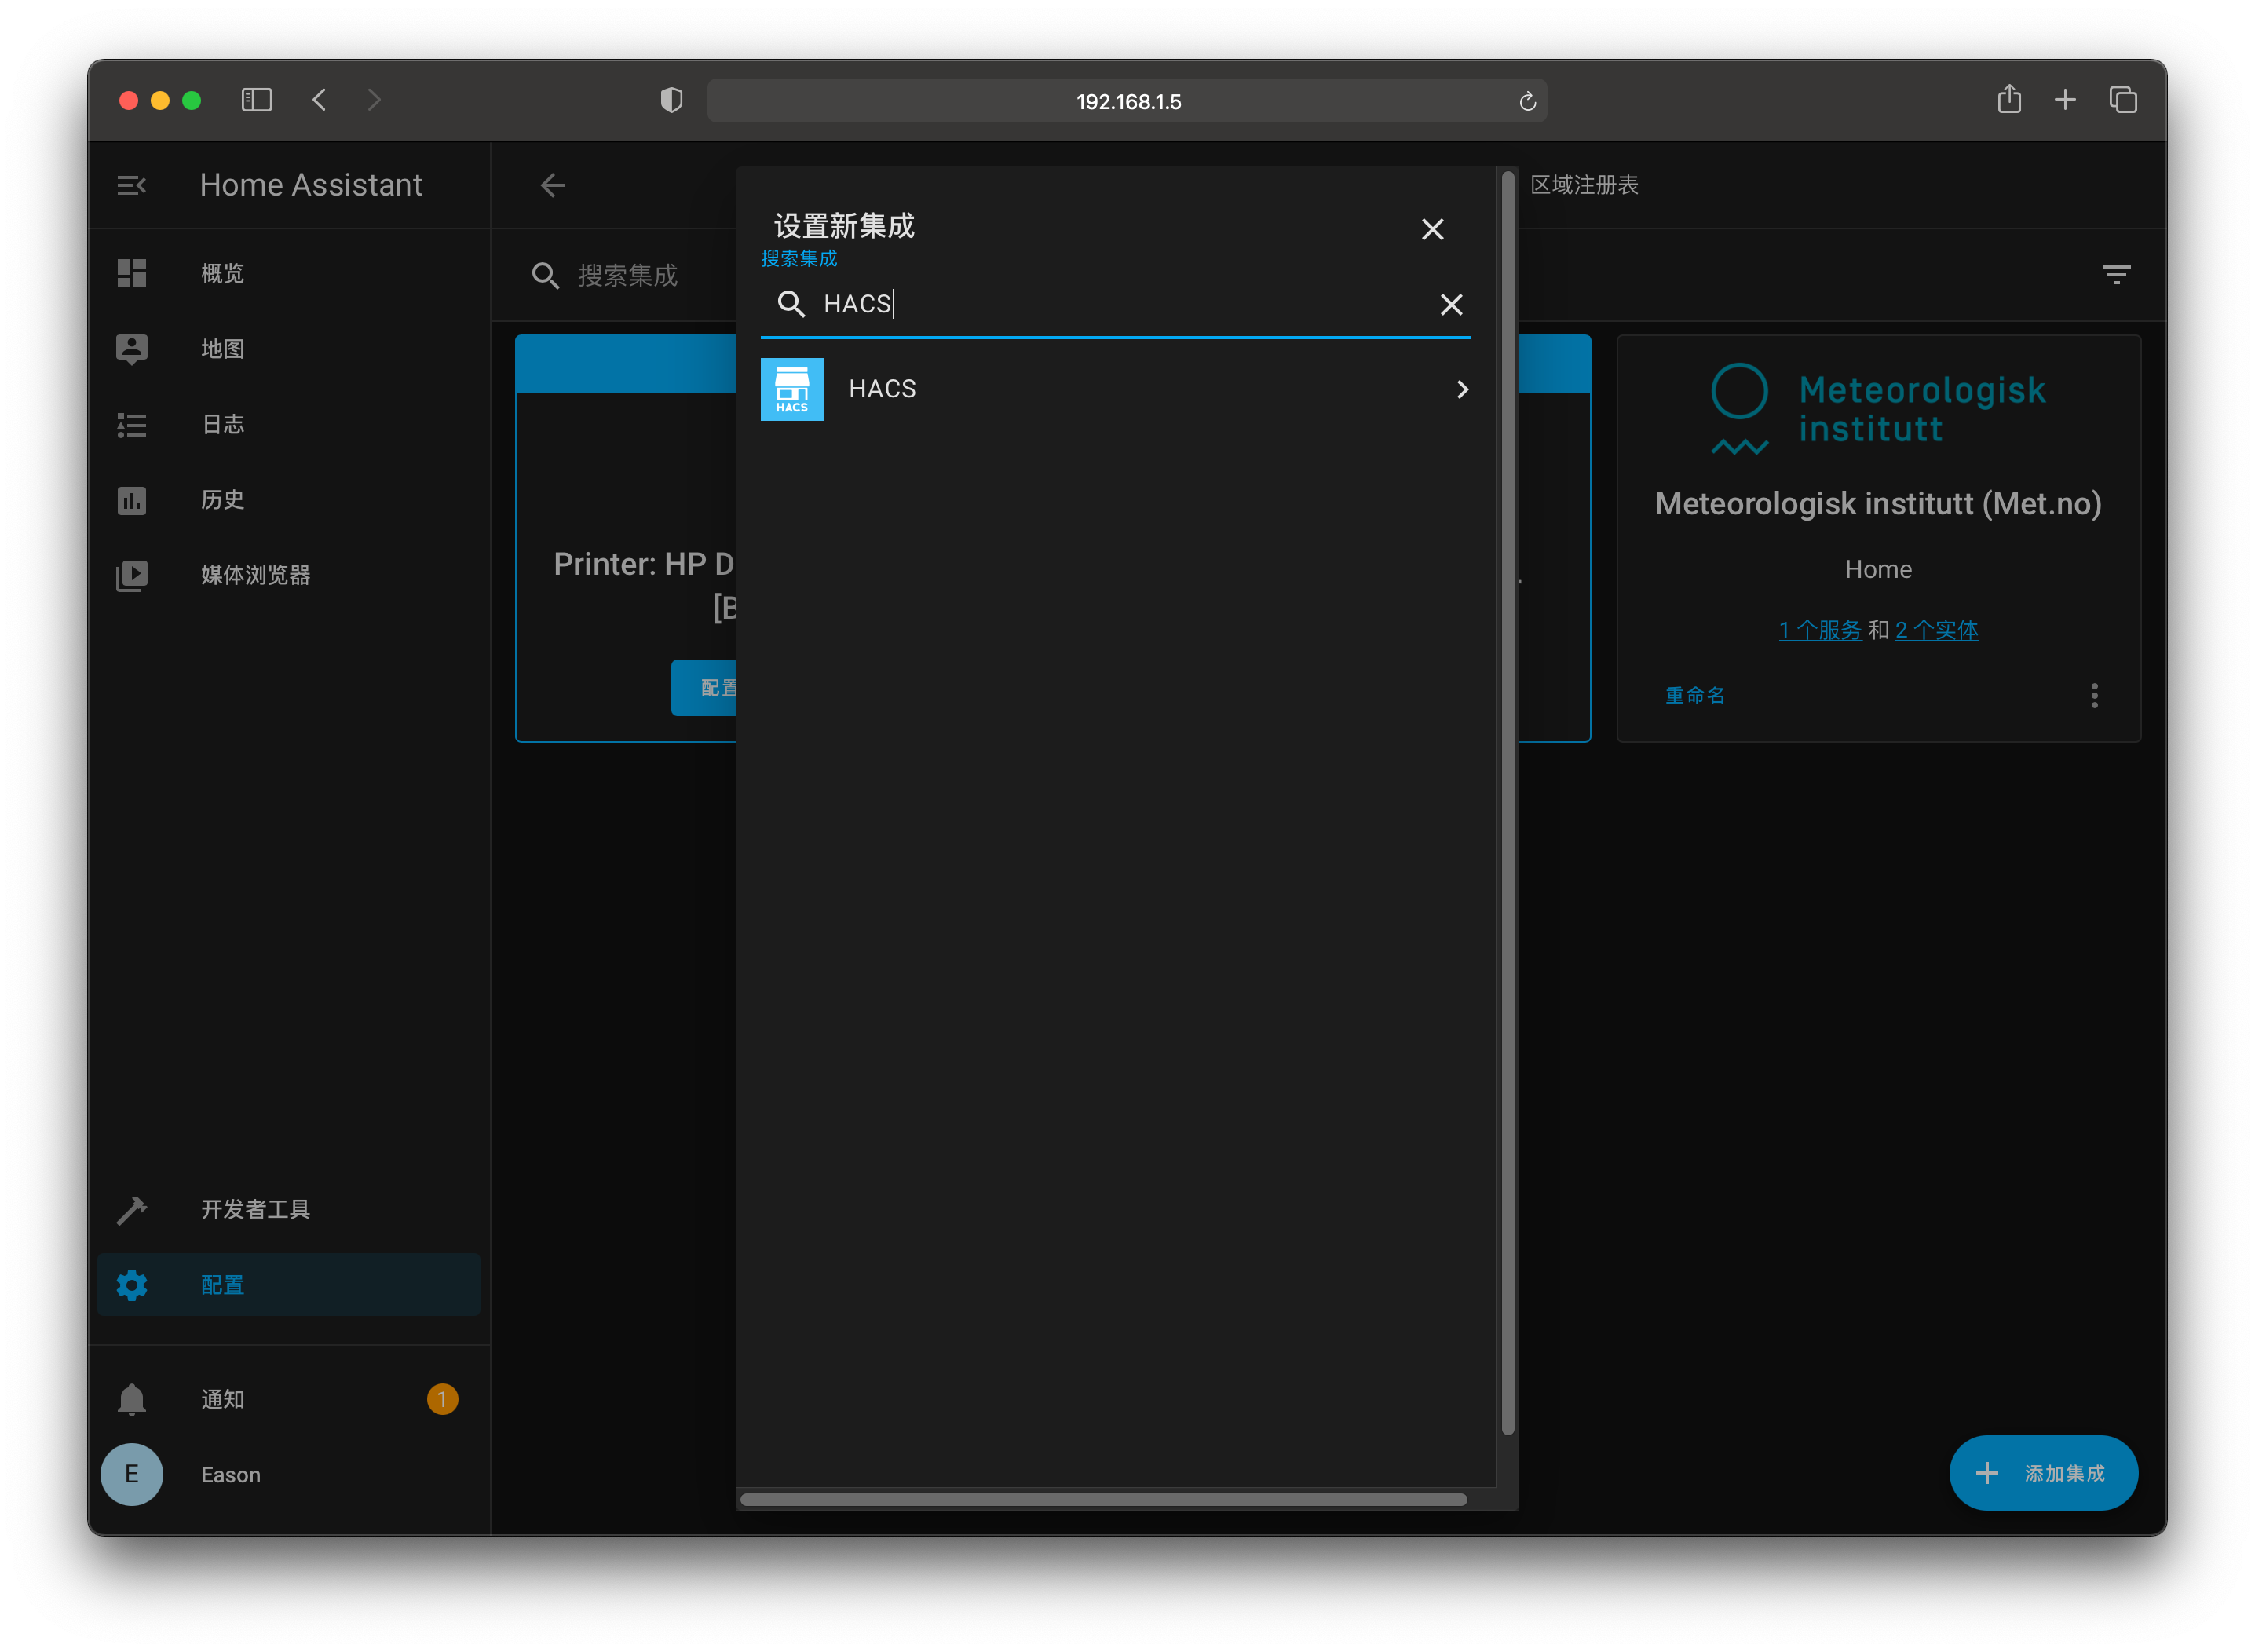 192.168.1.5
Home Assistant
区域注册表
概览
地图
日志
历史
媒体浏览器
开发者工具
配置
通知
1
E
Eason
搜索集成
设置新集成
搜索集成
HACS
HACS
HACS
Printer: HP D
[B
配置
Meteorologisk
institutt
Meteorologisk institutt (Met.no)
Home
1 个服务 和 2 个实体
重命名
添加集成